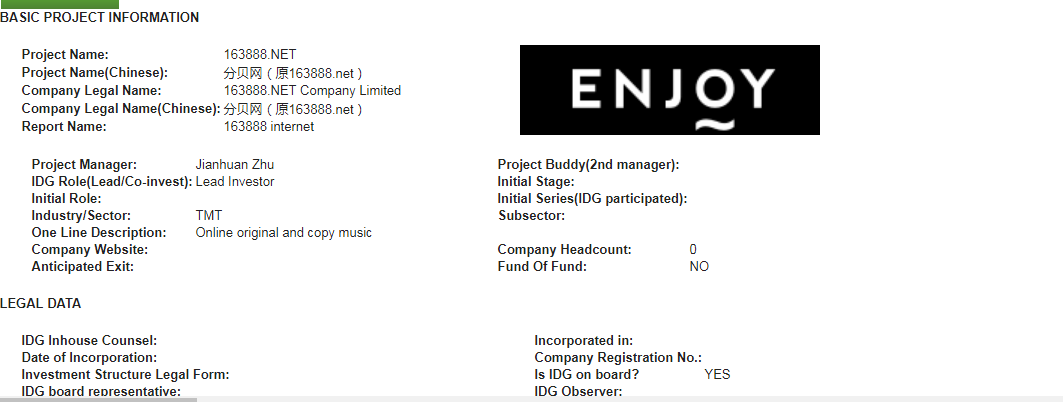 BASIC PROJECT INFORMATION
Project Name: 163888.NET
Project Name(Chinese): 分贝网 ( 原163888.net )
Company Legal Name: 163888.NET Company Limited
Company Legal Name(Chinese): 分贝网 ( 原163888.net )
Report Name: 163888 internet
ENJOY
Project Manager: Jianhuan Zhu Project Buddy(2nd manager):
IDG Role(Lead/Co-invest): Lead Investor Initial Stage:
Initial Role: Initial Series(IDG participated):
Industry/Sector: TMT Subsector:
One Line Description: Online original and copy music
Company Website: Company Headcount: 0
Anticipated Exit: Fund Of Fund: NO
LEGAL DATA
IDG Inhouse Counsel: Incorporated in:
Date of Incorporation: Company Registration No.:
Investment Structure Legal Form: Is IDG on board? YES
IDG board representative: IDG Observer: